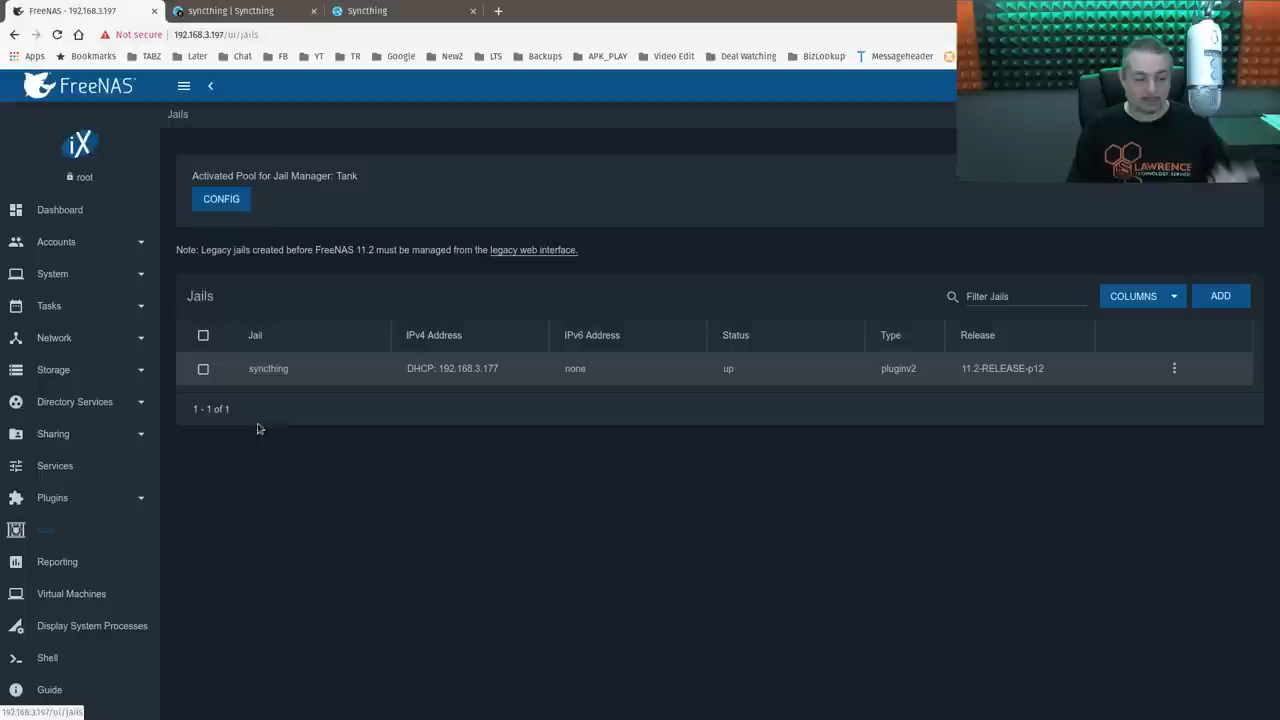 FreeNAS - 192.168.3.197
syncthing | Syncthing
Syncthing
Not secure
192.168.3.197/ui/jails
Apps
Bookmarks
TABZ
Later
Chat
FB
YT
TR
Google
NewZ
LTS
Backups
APK_PLAY
Video Edit
Deal Watching
BizLookup
Messageheader
FreeNAS
Jails
iX
root
Dashboard
Accounts
System
Tasks
Network
Storage
Directory Services
Sharing
Services
Plugins
Reporting
Virtual Machines
Display System Processes
Shell
Guide
192.168.3.197/ui/jails
Activated Pool for Jail Manager: Tank
CONFIG
Note: Legacy jails created before FreeNAS 11.2 must be managed from the legacy web interface.
Jails
Filter Jails
COLUMNS
ADD
Jail
IPv4 Address
IPv6 Address
Status
Type
Release
syncthing
DHCP: 192.168.3.177
none
up
pluginv2
11.2-RELEASE-p12
1 - 1 of 1
LAWRENCE
TECHNOLOGY SERVICES